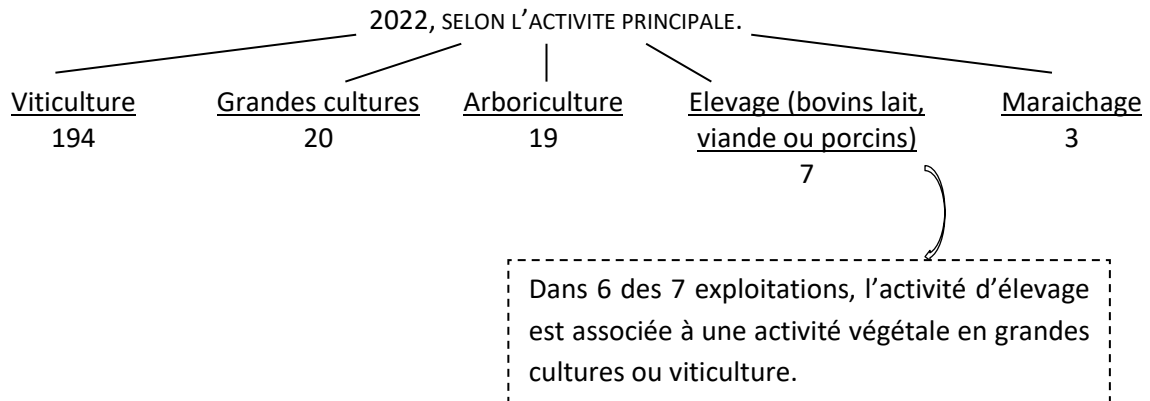 2022, SELON L’ACTIVITE PRINCIPALE.
Viticulture
194
Grandes cultures
20
Arboriculture
19
Elevage (bovins lait,
viande ou porcins)
7
Maraichage
3
Dans 6 des 7 exploitations, l’activité d’élevage
est associée à une activité végétale en grandes
cultures ou viticulture.